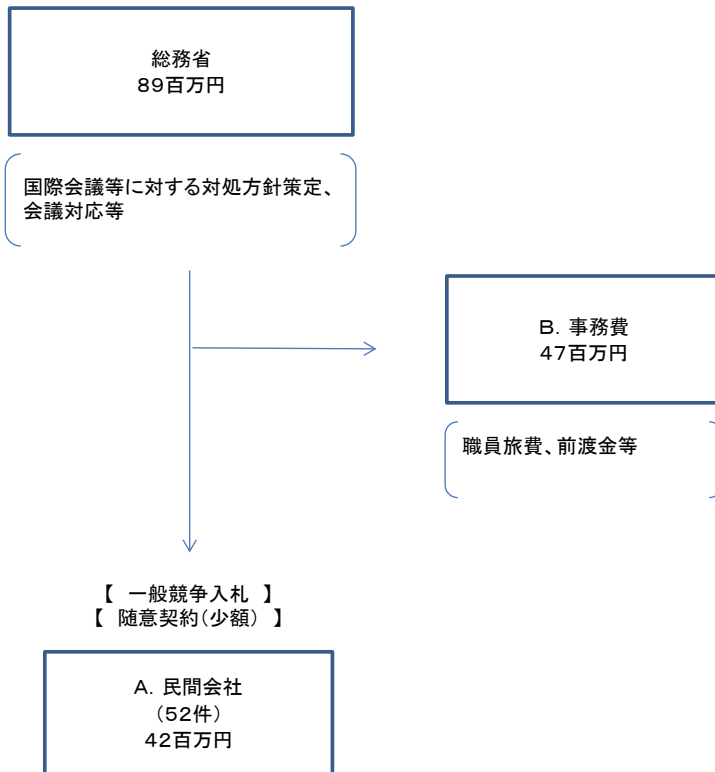 総務省
89百万円
国際会議等に対する対処方針策定、
会議対応等
B. 事務費
47百万円
職員旅費、前渡金等
【 一般競争入札 】
【 随意契約(少額) 】
A. 民間会社
(52件)
42百万円